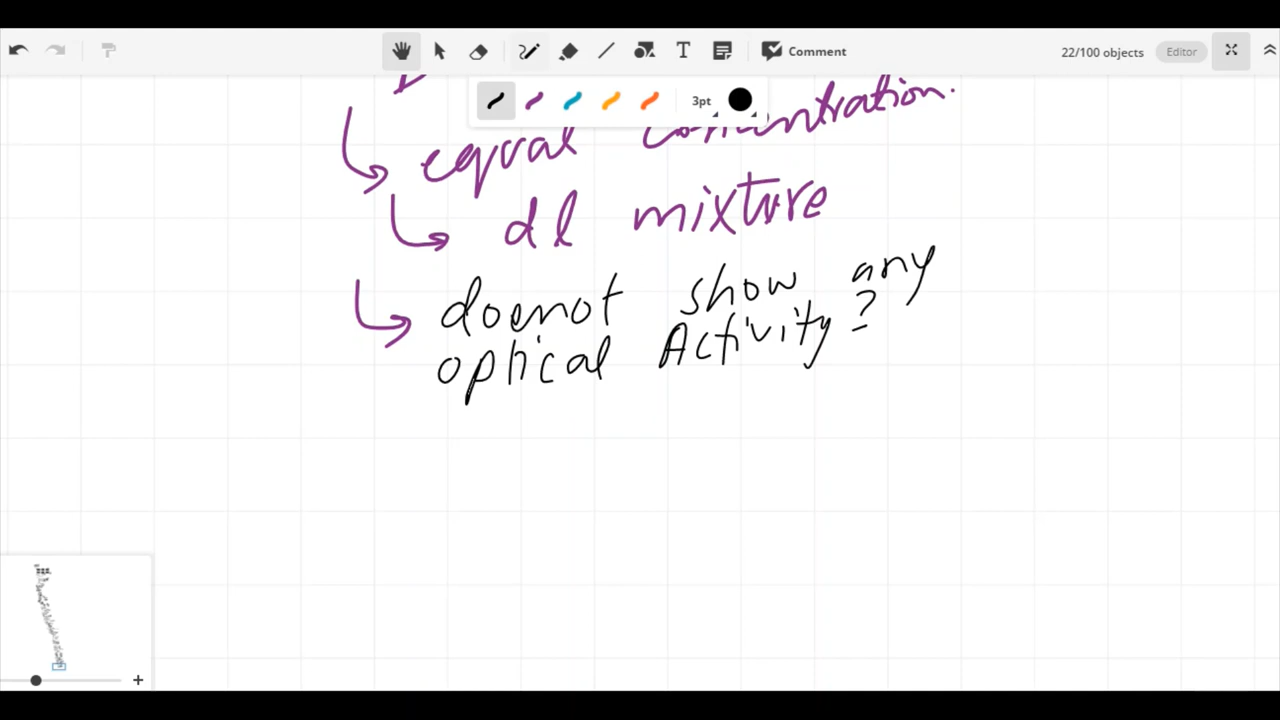 Comment
22/100 objects
Editor
3pt
equal concentration.
dl mixture
doenot show any
optical Activity?